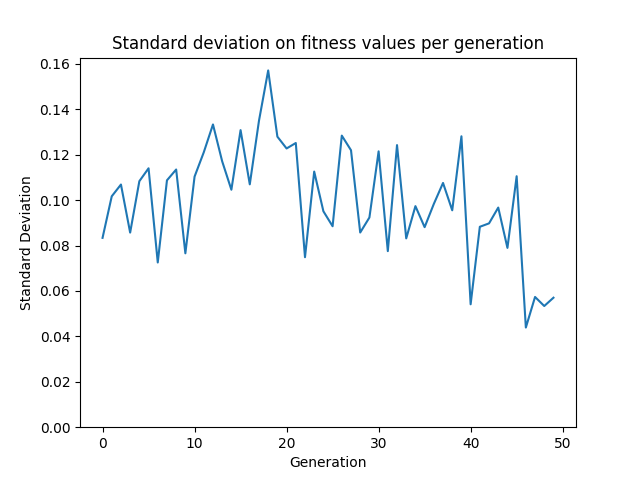 Standard deviation on fitness values per generation
0.16
0.14
0.12
0.10
0.08
0.06
0.04
0.02
0.00
Standard Deviation
0 10 20 30 40 50
Generation